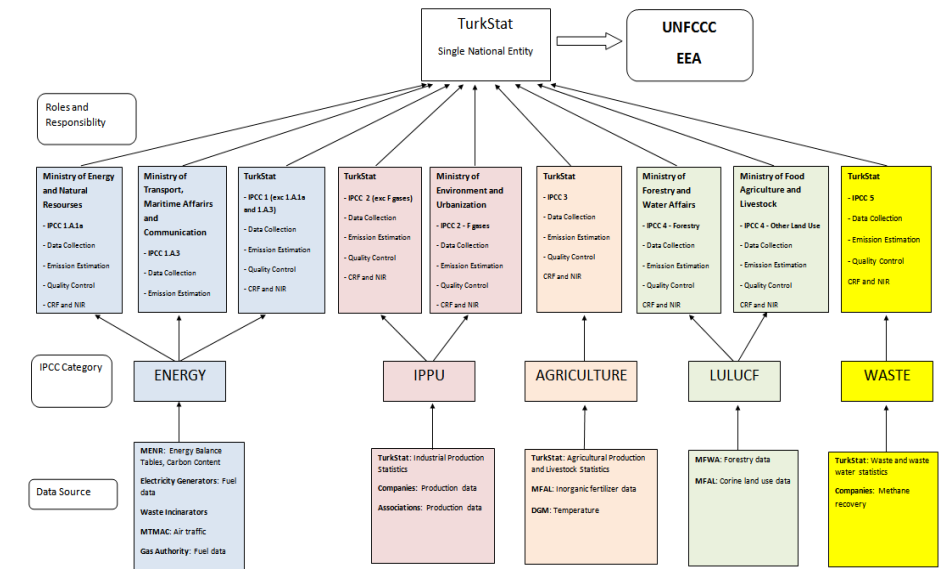 TurkStat
Single National Entity
UNFCCC
EEA
Roles and
Responsiblity
Ministry of Energy
and Natural
Resourses
- IPCC 1.A1a
- Data Collection
- Emission Estimation
- Quality Control
- CRF and NIR
Ministry of
Transport,
Maritime Affarirs
and
Communication
- IPCC 1.A.3
- Data Collection
- Emission Estimation
TurkStat
- IPCC 1 (exc 1.A.1a
and 1.A.3)
- Data Collection
- Emission Estimation
- Quality Control
- CRF and NIR
TurkStat
- IPCC 2 (exc F gases)
- Data Collection
- Emission Estimation
- Quality Control
- CRF and NIR
Ministry of
Environment and
Urbanization
- IPCC 2 - F gases
- Data Collection
- Emission Estimation
- Quality Control
- CRF and NIR
TurkStat
- IPCC 3
- Data Collection
- Emission Estimation
- Quality Control
CRF and NIR
Ministry of
Forestry and
Water Affairs
- IPCC 4 - Forestry
- Data Collection
- Emission Estimation
- Quality Control
CRF and NIR
Ministry of Food
Agriculture and
Livestock
- IPCC 4 - Other Land Use
- Data Collection
- Emission Estimation
- Quality Control
CRF and NIR
TurkStat
- IPCC 5
- Data Collection
- Emission Estimation
- Quality Control
CRF and NIR
IPCC Category
ENERGY
IPPU
AGRICULTURE
LULUCF
WASTE
Data Source
MENR: Energy Balance
Tables, Carbon Content
Electricity Generators: Fuel
data
Waste Incinarators
MTMAC: Air traffic
Gas Authority: Fuel data
TurkStat: Industrial Production
Statistics
Companies: Production data
Associations: Production data
TurkStat: Agricultural Production
and Livestock Statistics
MFAL: Inorganic fertilizer data
DGM: Temperature
MFWA: Forestry data
MFAL: Corine land use data
TurkStat: Waste and waste
water statistics
Companies: Methane
recovery